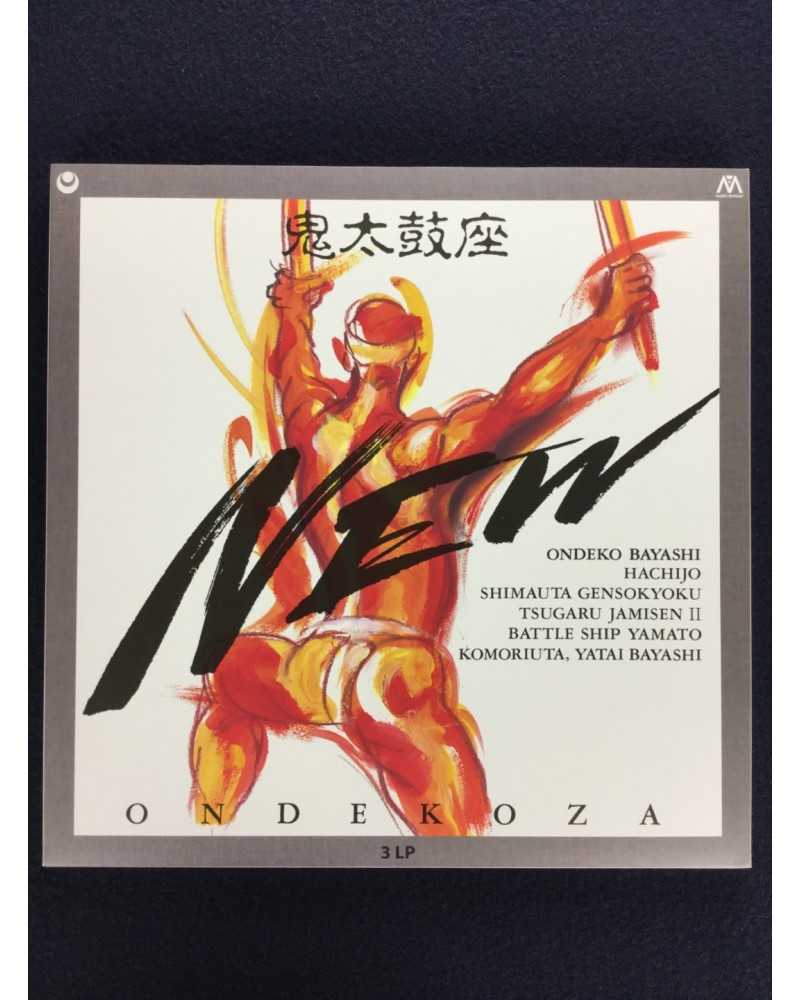 鬼太鼓座
NEW
ONDEKO BAYASHI
HACHIJO
SHIMAUTA GENSOKYOKU
TSUGARU JAMISEN II
BATTLE SHIP YAMATO
KOMORIUTA, YATAI BAYASHI
ONDEKOZA
3 LP